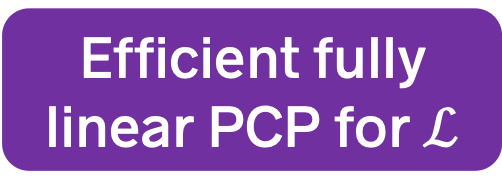 Efficient fully
linear PCP for ℒ